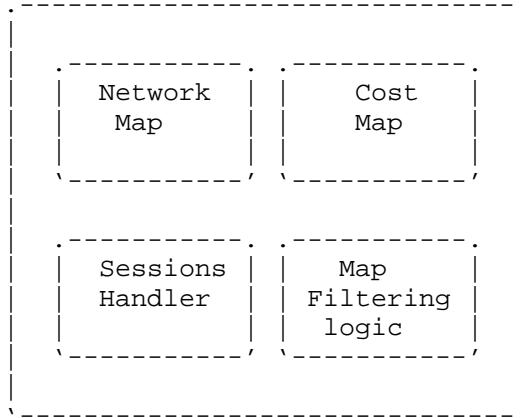 Network
Map
Cost
Map
Sessions
Handler
Map
Filtering
logic